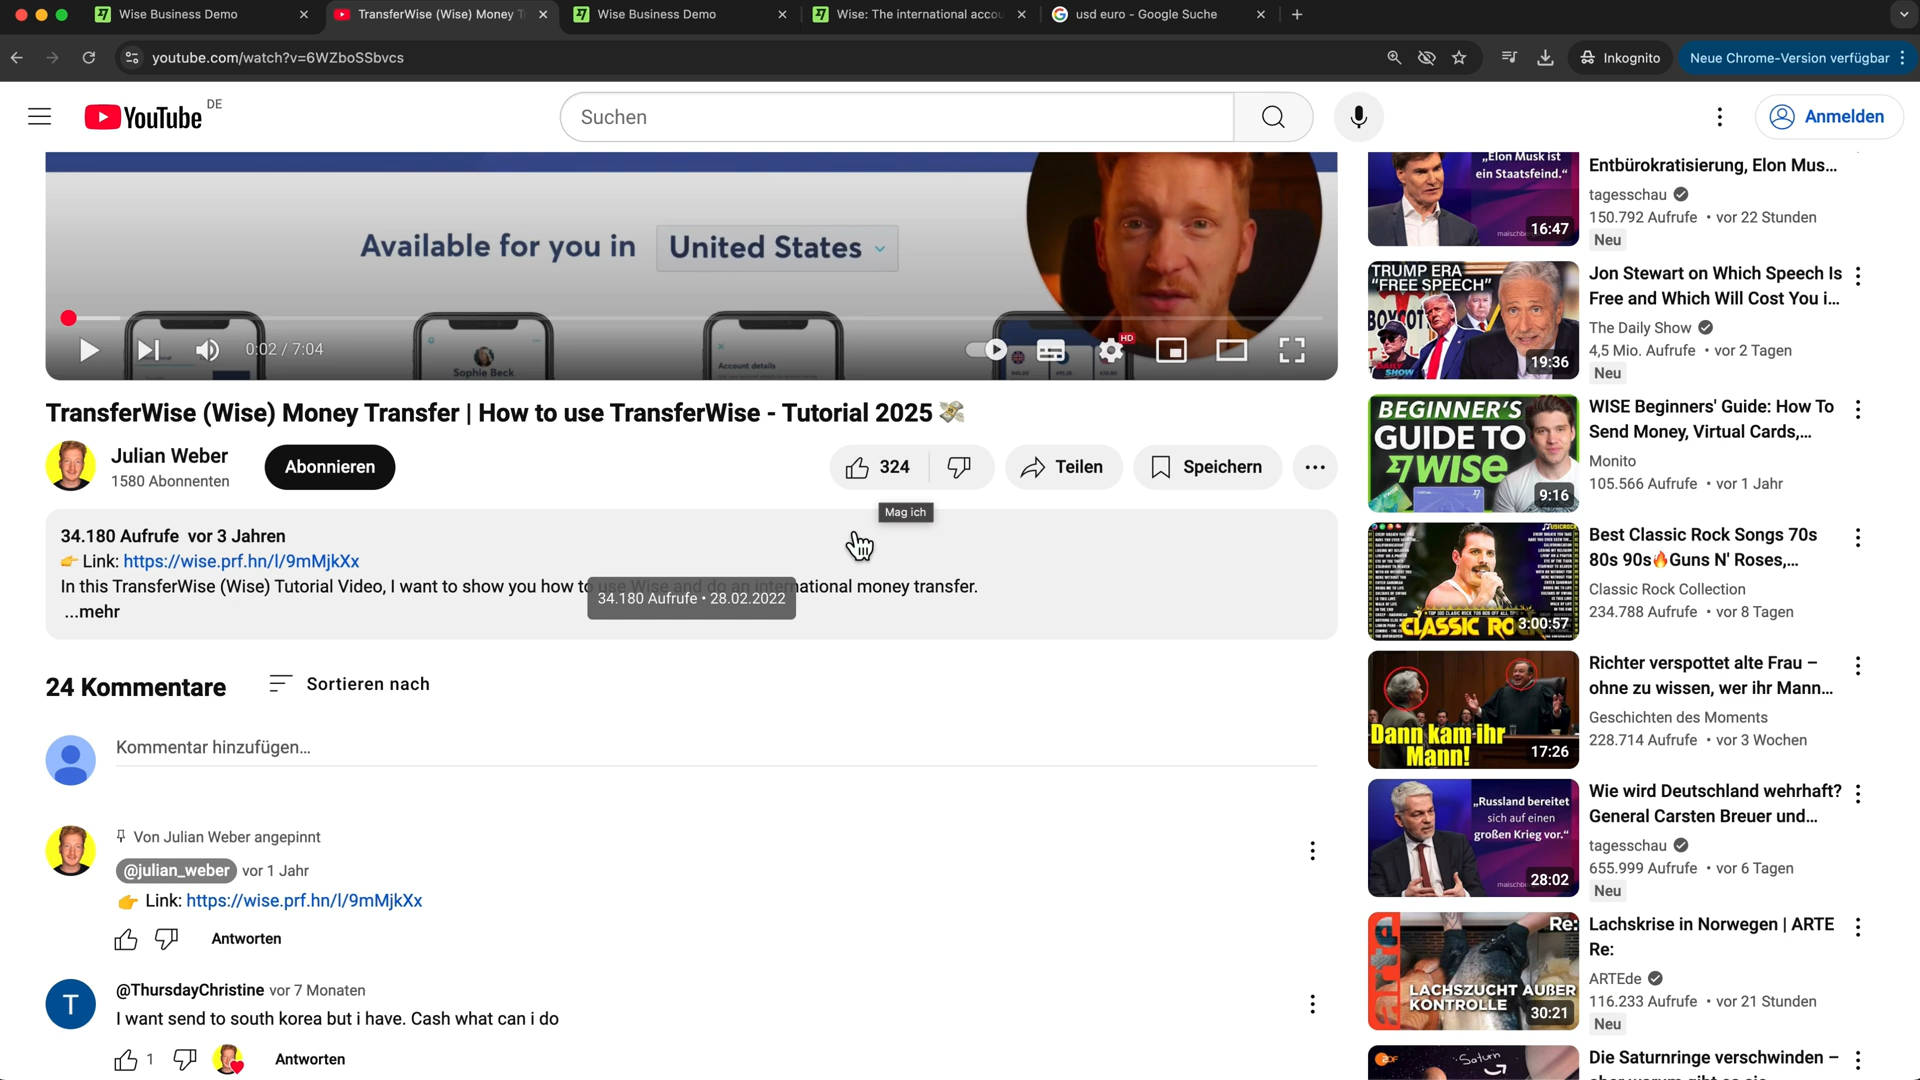 Wise Business Demo
TransferWise (Wise) Money T
Wise Business Demo
Wise: The international accou
usd euro - Google Suche
youtube.com/watch?v=6WZboSSbvcs
Inkognito
Neue Chrome-Version verfügbar
YouTube DE
Suchen
Anmelden
Available for you in United States
0:02 / 7:04
HD
Sophie Beck
Account details
TransferWise (Wise) Money Transfer | How to use TransferWise - Tutorial 2025 💸
Julian Weber
1580 Abonnenten
Abonnieren
324
Teilen
Speichern
Mag ich
34.180 Aufrufe vor 3 Jahren
👉 Link: https://wise.prf.hn/l/9mMjkXx
In this TransferWise (Wise) Tutorial Video, I want to show you how to use Wise and do an international money transfer.
34.180 Aufrufe • 28.02.2022
...mehr
24 Kommentare
Sortieren nach
Kommentar hinzufügen...
Von Julian Weber angepinnt
@julian_weber vor 1 Jahr
👉 Link: https://wise.prf.hn/l/9mMjkXx
Antworten
T
@ThursdayChristine vor 7 Monaten
I want send to south korea but i have. Cash what can i do
1
Antworten
„Elon Musk ist
ein Staatsfeind.“
16:47
Entbürokratisierung, Elon Mus...
tagesschau
150.792 Aufrufe • vor 22 Stunden
Neu
TRUMP ERA
"FREE SPEECH"
BOYCOT
19:36
Jon Stewart on Which Speech Is
Free and Which Will Cost You i...
The Daily Show
4,5 Mio. Aufrufe • vor 2 Tagen
Neu
BEGINNER'S
GUIDE TO
WISE
9:16
WISE Beginners' Guide: How To
Send Money, Virtual Cards,...
Monito
105.566 Aufrufe • vor 1 Jahr
CLASSIC ROC
3:00:57
Best Classic Rock Songs 70s
80s 90s🔥Guns N' Roses,...
Classic Rock Collection
234.788 Aufrufe • vor 8 Tagen
Dann kam ihr
Mann!
17:26
Richter verspottet alte Frau –
ohne zu wissen, wer ihr Mann...
Geschichten des Moments
228.714 Aufrufe • vor 3 Wochen
„Russland bereitet
sich auf einen
großen Krieg vor.“
28:02
Wie wird Deutschland wehrhaft?
General Carsten Breuer und...
tagesschau
655.999 Aufrufe • vor 6 Tagen
Neu
arte
Re:
LACHSZUCHT AUßER
KONTROLLE
30:21
Lachskrise in Norwegen | ARTE
Re:
ARTEde
116.233 Aufrufe • vor 21 Stunden
Neu
ZDF
Saturn
Die Saturnringe verschwinden –